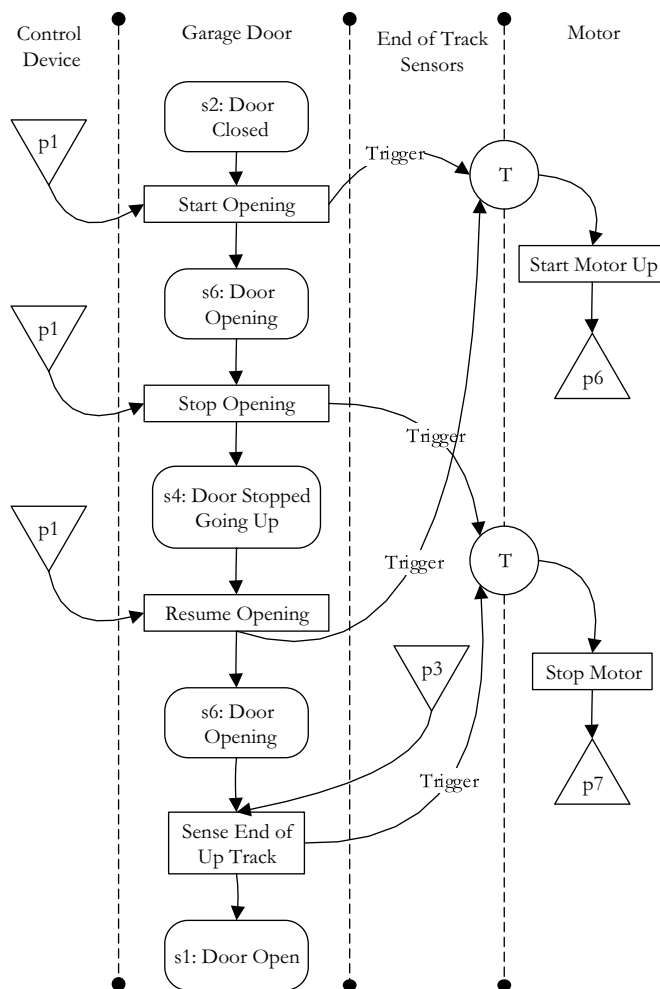 Control
Device
Garage Door
End of Track
Sensors
Motor
s2: Door
Closed
p1
Trigger
T
Start Opening
Start Motor Up
s6: Door
Opening
p1
p6
Stop Opening
Trigger
s4: Door Stopped
Going Up
p1
Trigger
T
Resume Opening
p3
Stop Motor
s6: Door
Opening
Trigger
p7
Sense End of
Up Track
s1: Door Open